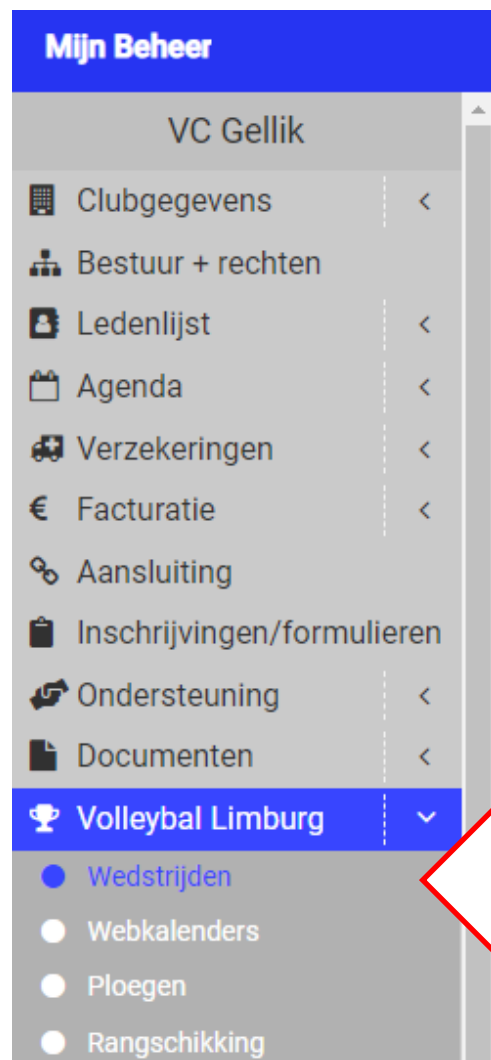 Mijn Beheer
VC Gellik
Clubgegevens
Bestuur + rechten
Ledenlijst
Agenda
Verzekeringen
€ Facturatie
Aansluiting
Inschrijvingen/formulieren
Ondersteuning
Documenten
Volleybal Limburg
Wedstrijden
Webkalenders
Ploegen
Rangschikking